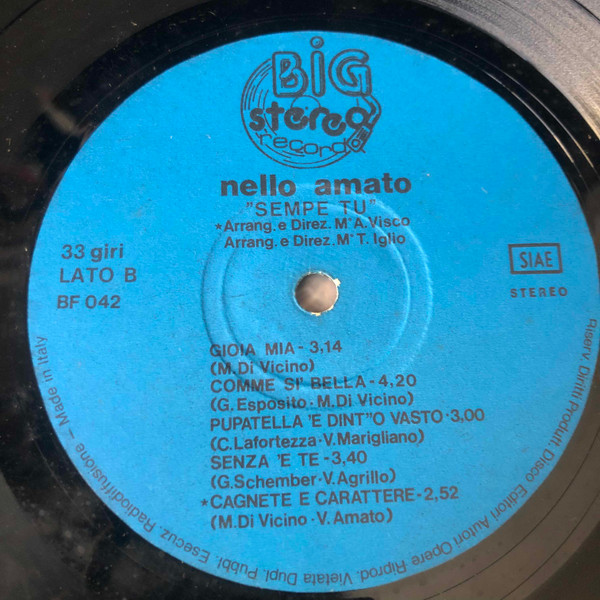 BIG
stereo
record
nello amato
"SEMPE TU"
*Arrang. e Direz. M° A. Visco
Arrang. e Direz. M° T. Iglio
33 giri
LATO B
BF 042
SIAE
STEREO
GIOIA MIA - 3,14
(M. Di Vicino)
COMME SI' BELLA - 4,20
(G. Esposito - M. Di Vicino)
PUPATELLA 'E DINT''O VASTO - 3,00
(C. Lafortezza - V. Marigliano)
SENZA 'E TE - 3,40
(G. Schember - V. Agrillo)
*CAGNETE E CARATTERE - 2,52
(M. Di Vicino - V. Amato)
Riserv. Diritti Produt. Disco Editori Autori Opere Riprod. Vietata Dupl. Pubbl. Esecuz. Radiodiffusione - Made in Italy